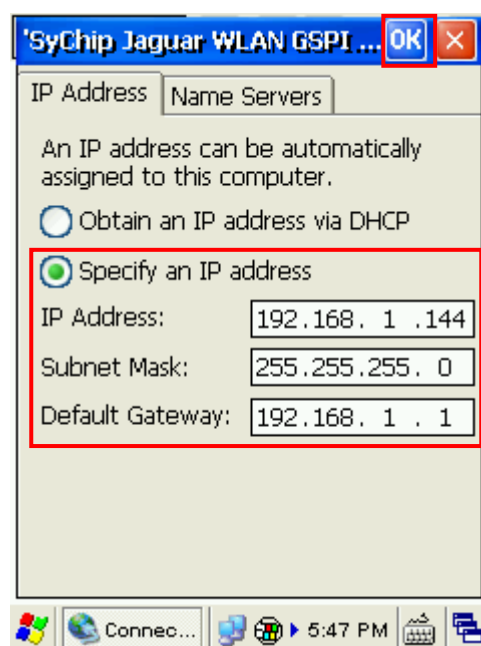 'SyChip Jaguar WLAN GSPI ... OK
IP Address Name Servers
An IP address can be automatically
assigned to this computer.
Obtain an IP address via DHCP
Specify an IP address
IP Address: 192.168. 1 .144
Subnet Mask: 255.255.255. 0
Default Gateway: 192.168. 1 . 1
Connec... 5:47 PM